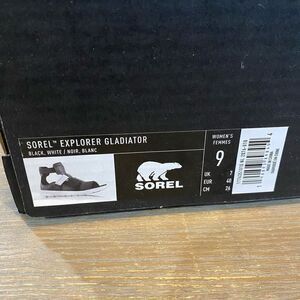 SOREL™ EXPLORER GLADIATOR
BLACK, WHITE / NOIR, BLANC
SOREL
WOMEN'S
FEMMES
9
UK 7
EUR 40
CM 26